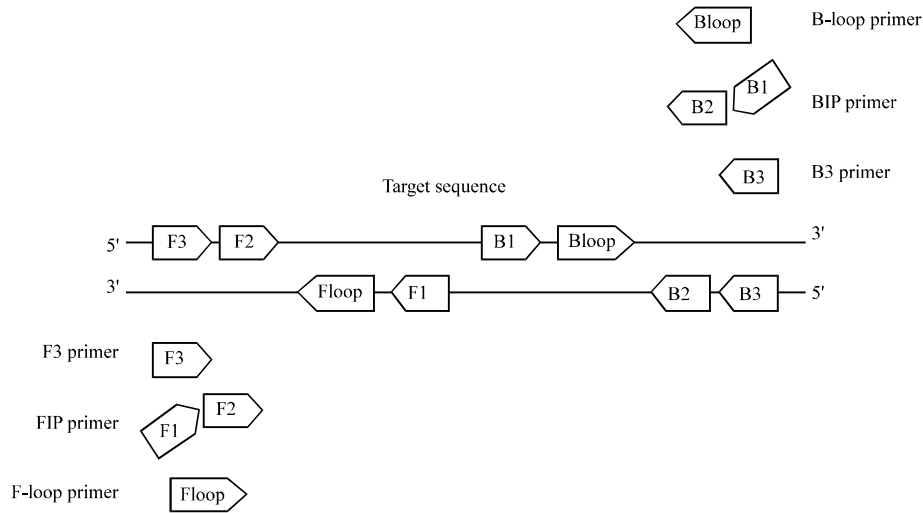 Bloop B-loop primer
B2 B1 BIP primer
B3 B3 primer
Target sequence
5' F3 F2 B1 Bloop 3'
3' Floop F1 B2 B3 5'
F3 primer F3
FIP primer F1 F2
F-loop primer Floop